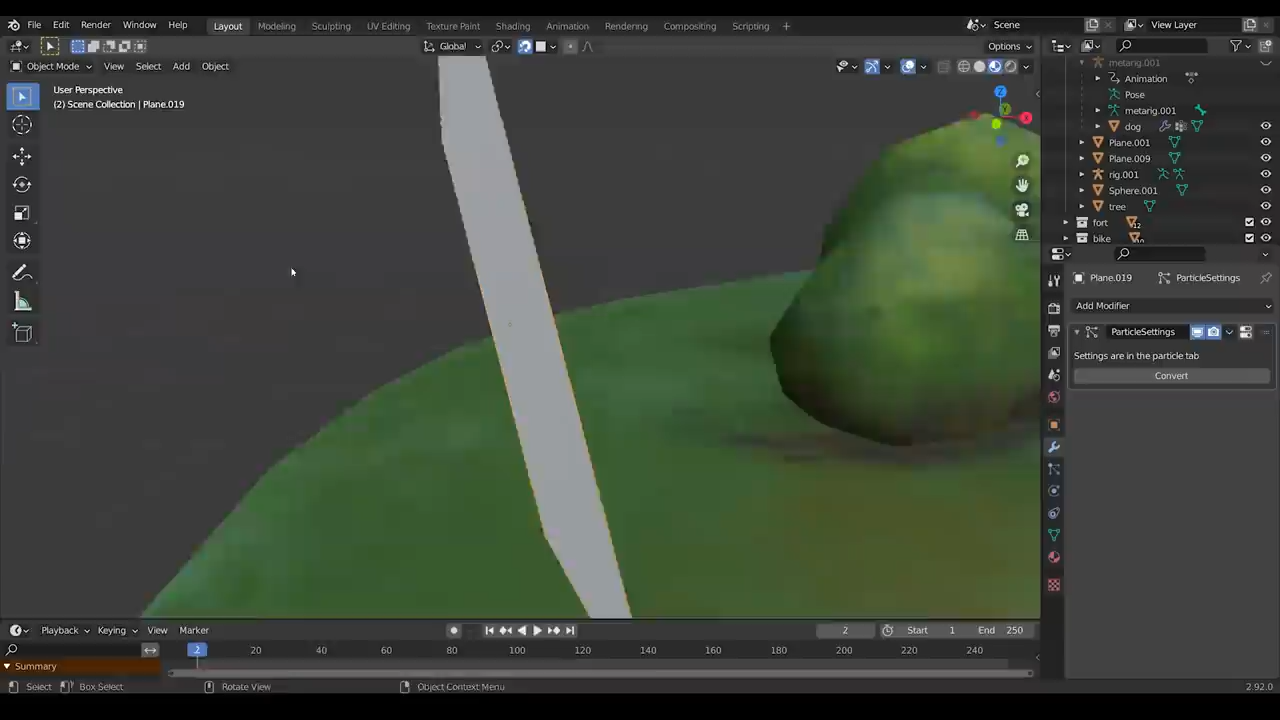 File Edit Render Window Help Layout Modeling Sculpting UV Editing Texture Paint Shading Animation Rendering Compositing Scripting + Scene View Layer
Global Options
Object Mode View Select Add Object
User Perspective
(2) Scene Collection | Plane.019
metarig.001
Animation
Pose
metarig.001
dog
Plane.001
Plane.009
rig.001
Sphere.001
tree
fort 12
bike
Plane.019 ParticleSettings
Add Modifier
ParticleSettings
Settings are in the particle tab
Convert
Playback Keying View Marker 2 Start 1 End 250
2 20 40 60 80 100 120 140 160 180 200 220 240
Summary
Select Box Select Rotate View Object Context Menu 2.92.0